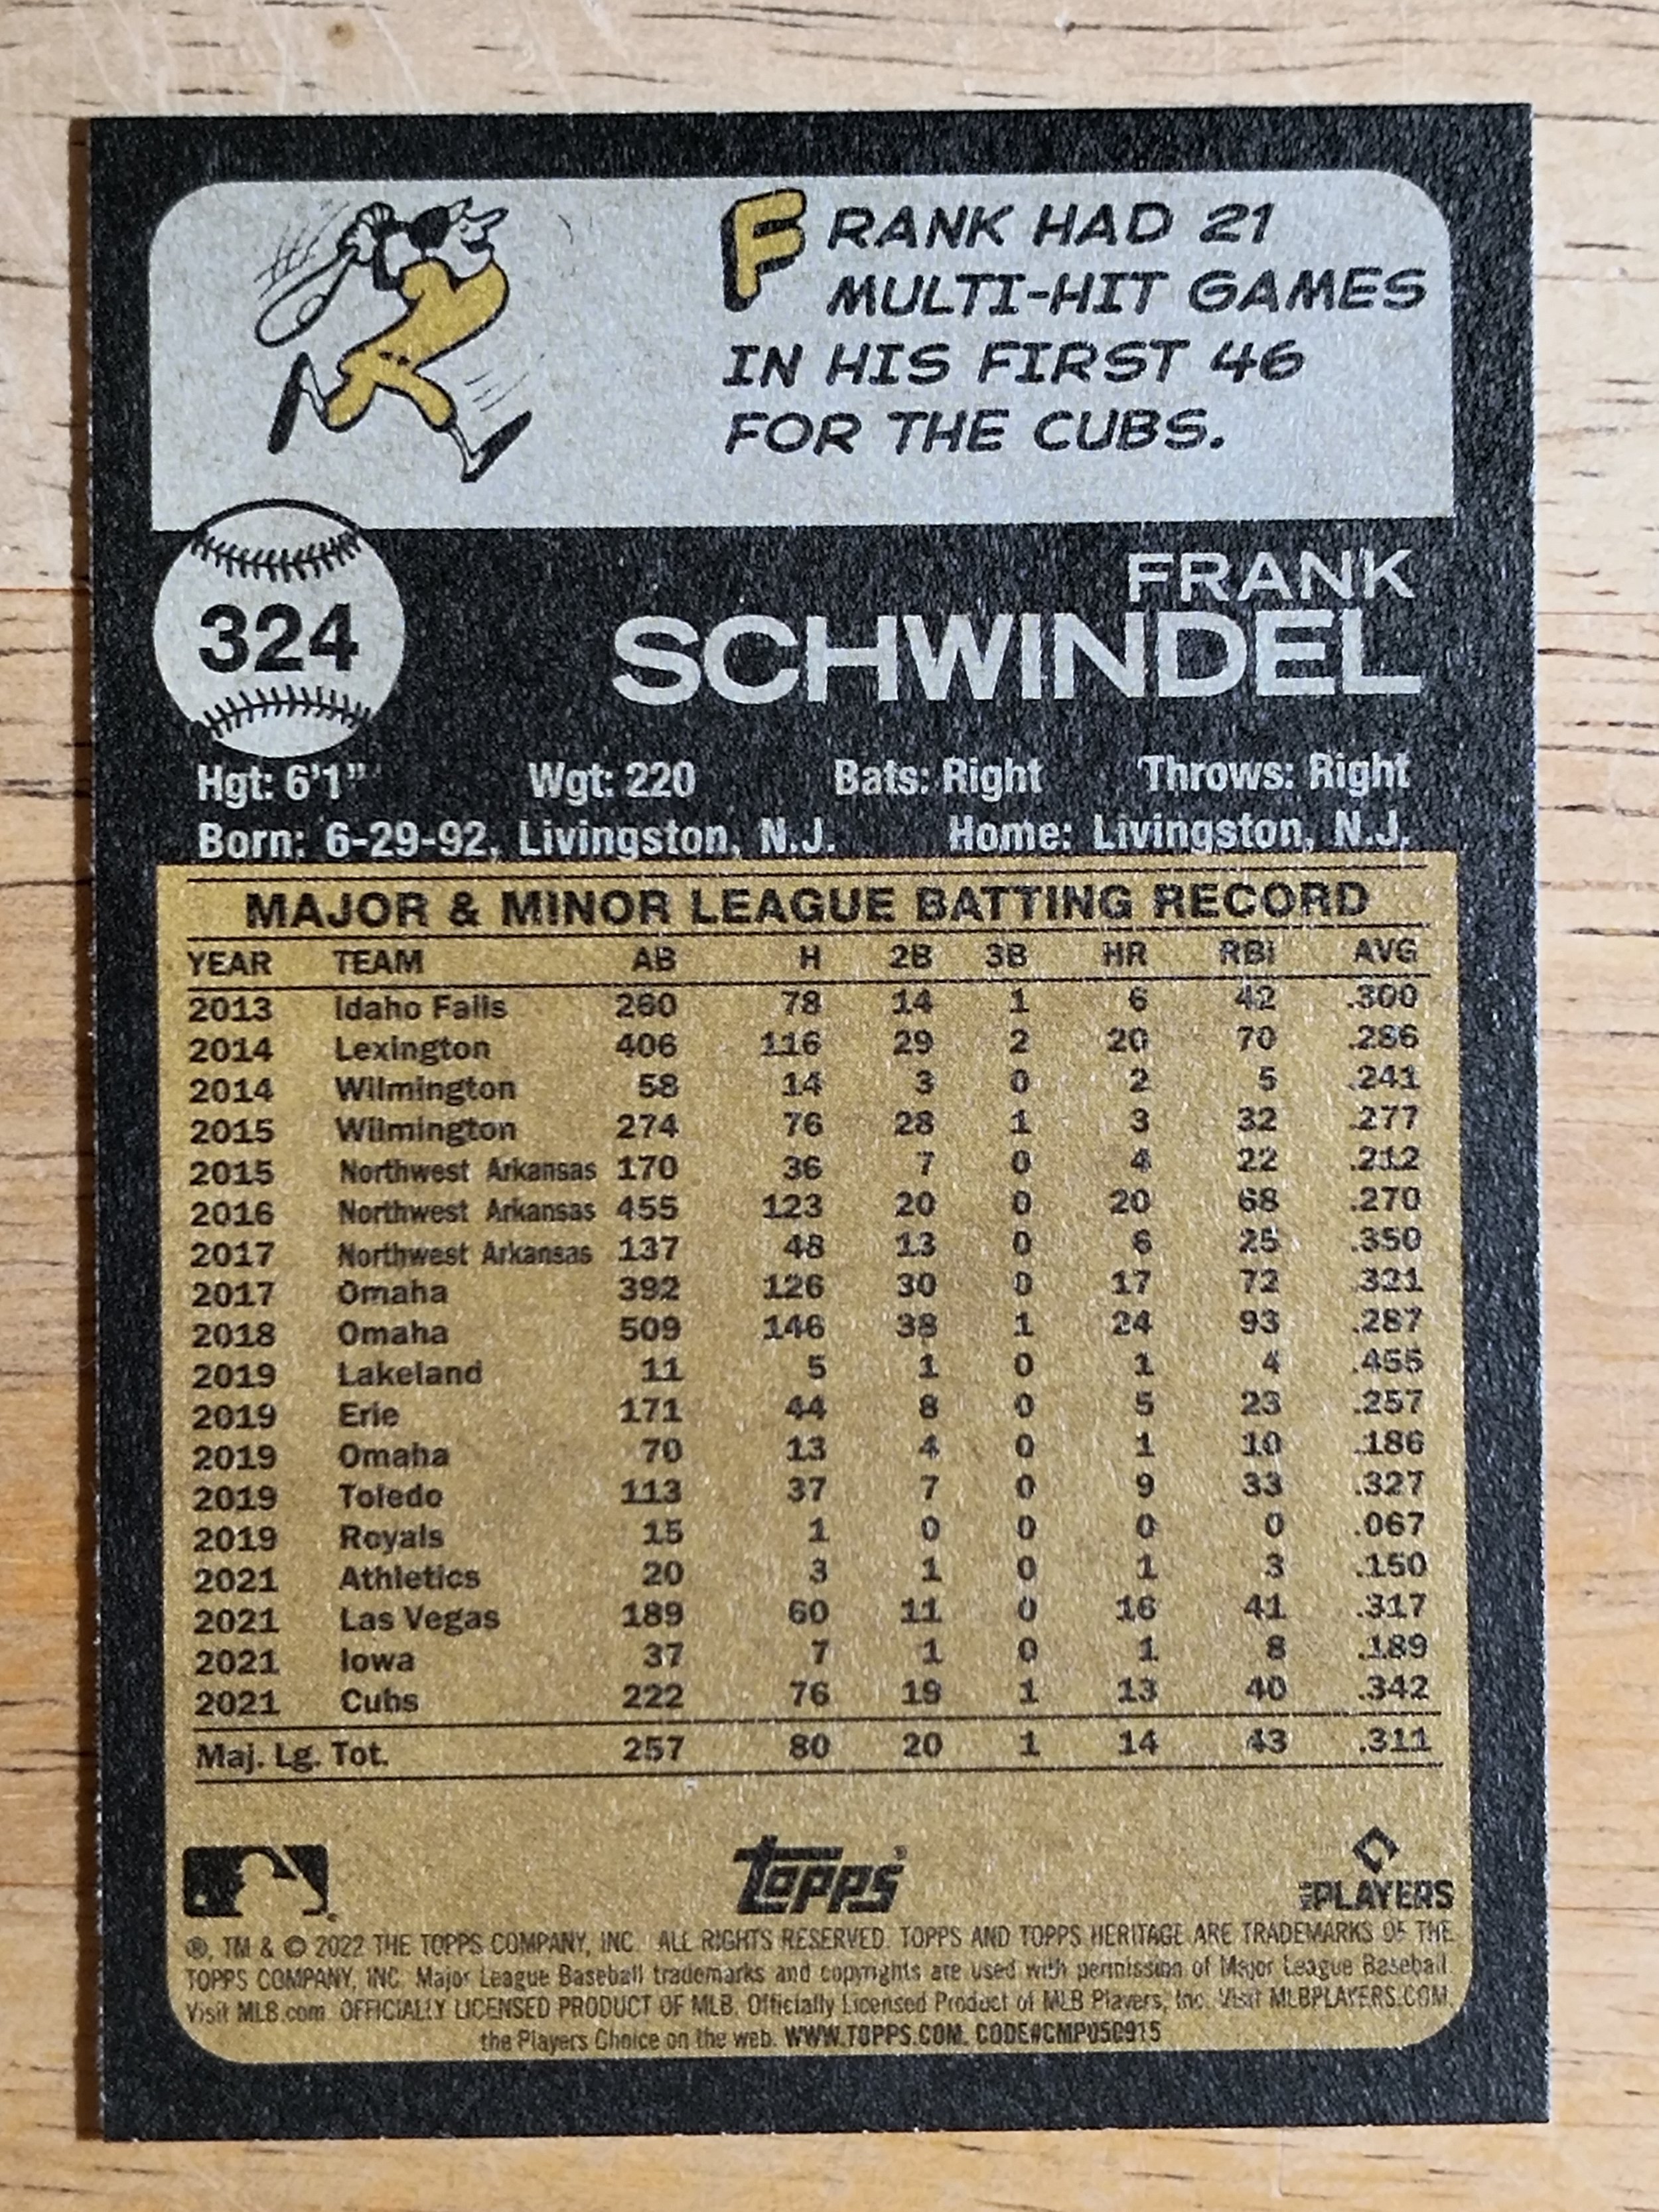 FRANK HAD 21
MULTI-HIT GAMES
IN HIS FIRST 46
FOR THE CUBS.
324
FRANK
SCHWINDEL
Hgt: 6'1" Wgt: 220 Bats: Right Throws: Right
Born: 6-29-92, Livingston, N.J. Home: Livingston, N.J.
MAJOR & MINOR LEAGUE BATTING RECORD
YEAR TEAM AB H 2B 3B HR RBI AVG
2013 Idaho Falls 260 78 14 1 6 42 .300
2014 Lexington 406 116 29 2 20 70 .286
2014 Wilmington 58 14 3 0 2 5 .241
2015 Wilmington 274 76 28 1 3 32 .277
2015 Northwest Arkansas 170 36 7 0 4 22 .212
2016 Northwest Arkansas 455 123 20 0 20 68 .270
2017 Northwest Arkansas 137 48 13 0 6 25 .350
2017 Omaha 392 126 30 0 17 72 .321
2018 Omaha 509 146 38 1 24 93 .287
2019 Lakeland 11 5 1 0 1 4 .455
2019 Erie 171 44 8 0 5 23 .257
2019 Omaha 70 13 4 0 1 10 .186
2019 Toledo 113 37 7 0 9 33 .327
2019 Royals 15 1 0 0 0 0 .067
2021 Athletics 20 3 1 0 1 3 .150
2021 Las Vegas 189 60 11 0 16 41 .317
2021 Iowa 37 7 1 0 1 8 .189
2021 Cubs 222 76 19 1 13 40 .342
Maj. Lg. Tot. 257 80 20 1 14 43 .311
topps®
MLB PLAYERS
®, TM & © 2022 THE TOPPS COMPANY, INC. ALL RIGHTS RESERVED. TOPPS AND TOPPS HERITAGE ARE TRADEMARKS OF THE
TOPPS COMPANY, INC. Major League Baseball trademarks and copyrights are used with permission of Major League Baseball.
Visit MLB.com. OFFICIALLY LICENSED PRODUCT OF MLB. Officially Licensed Product of MLB Players, Inc. Visit MLBPLAYERS.COM,
the Players Choice on the web. WWW.TOPPS.COM. CODE#CMP050915